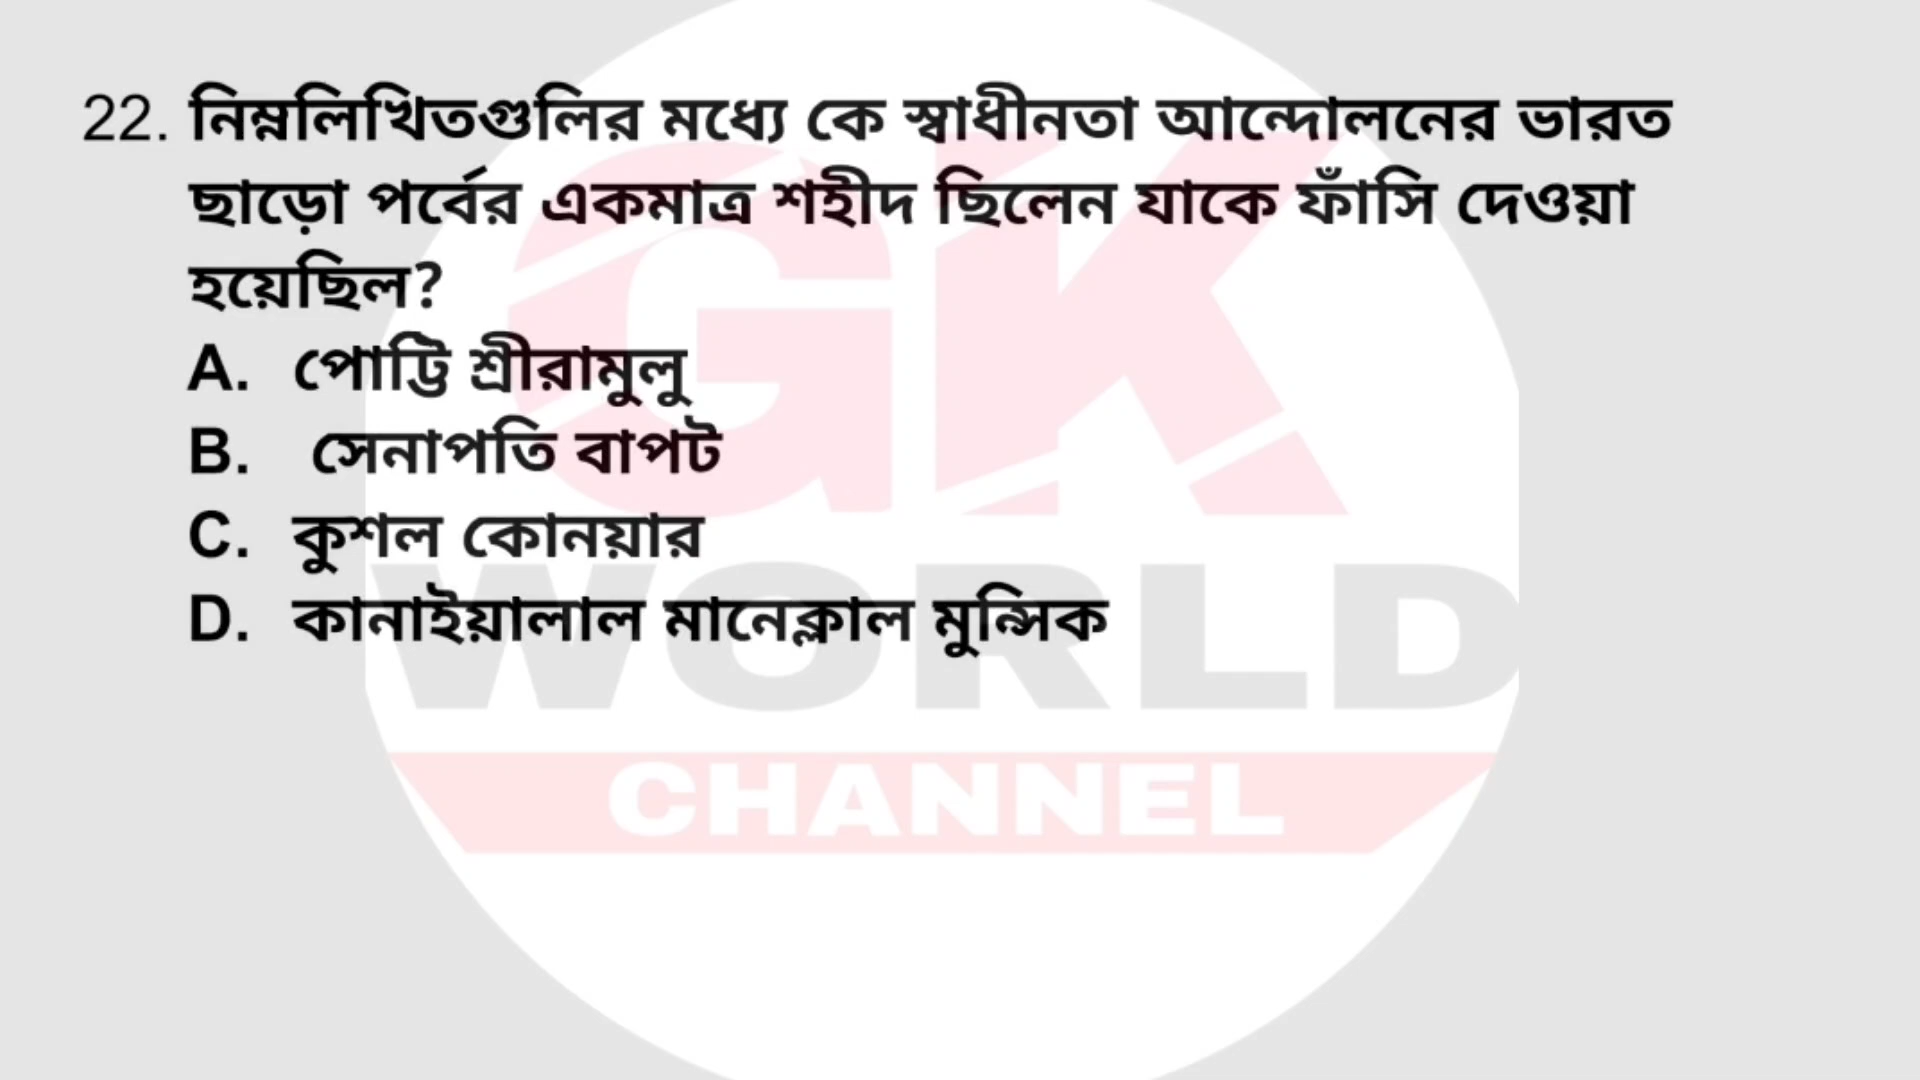 22. নিম্নলিখিতগুলির মধ্যে কে স্বাধীনতা আন্দোলনের ভারত
ছাড়ো পর্বের একমাত্র শহীদ ছিলেন যাকে ফাঁসি দেওয়া
হয়েছিল?
A. পোট্টি শ্রীরামুলু
B. সেনাপতি বাপট
C. কুশল কোনয়ার
D. কানাইয়ালাল মানেক্লাল মুন্সিক
GK
WORLD
CHANNEL